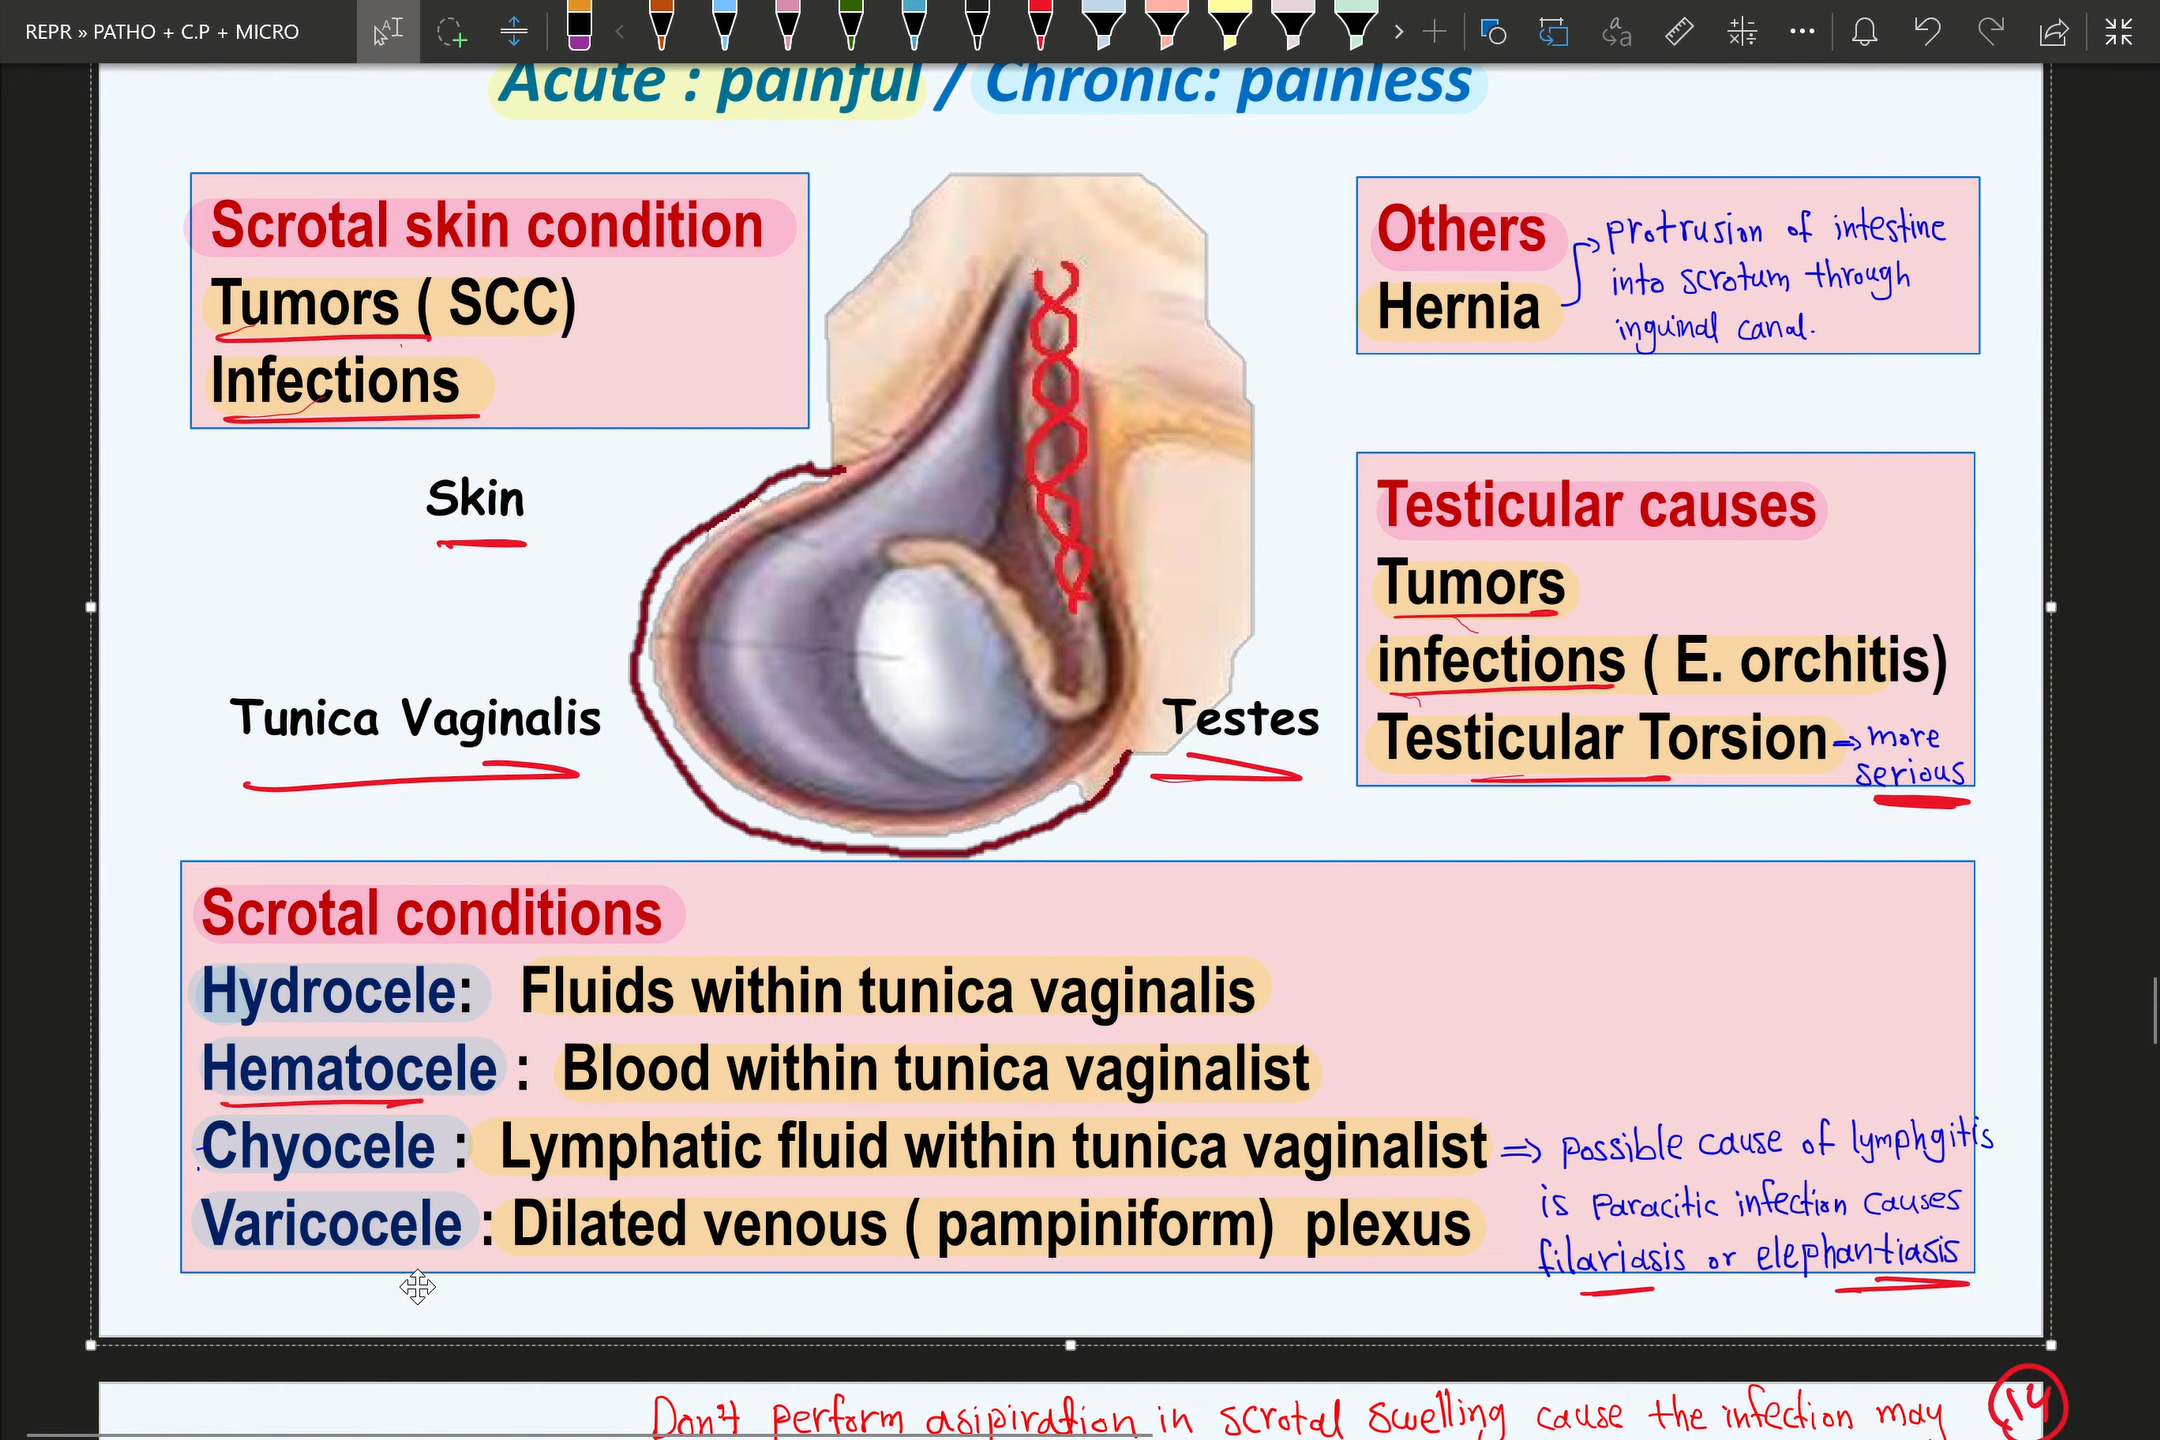 REPR » PATHO + C.P + MICRO
Acute : painful / Chronic: painless
Scrotal skin condition
Tumors ( SCC)
Infections
Others
Hernia
protrusion of intestine
into scrotum through
inguinal canal.
Skin
Tunica Vaginalis
Testes
Testicular causes
Tumors
infections ( E. orchitis)
Testicular Torsion
⇒ more
serious
Scrotal conditions
Hydrocele: Fluids within tunica vaginalis
Hematocele : Blood within tunica vaginalist
Chyocele : Lymphatic fluid within tunica vaginalist
Varicocele : Dilated venous ( pampiniform) plexus
⇒ possible cause of lymphgitis
is Paracitic infection causes
filariasis or elephantiasis
Don't perform asipiration in scrotal swelling cause the infection may
14